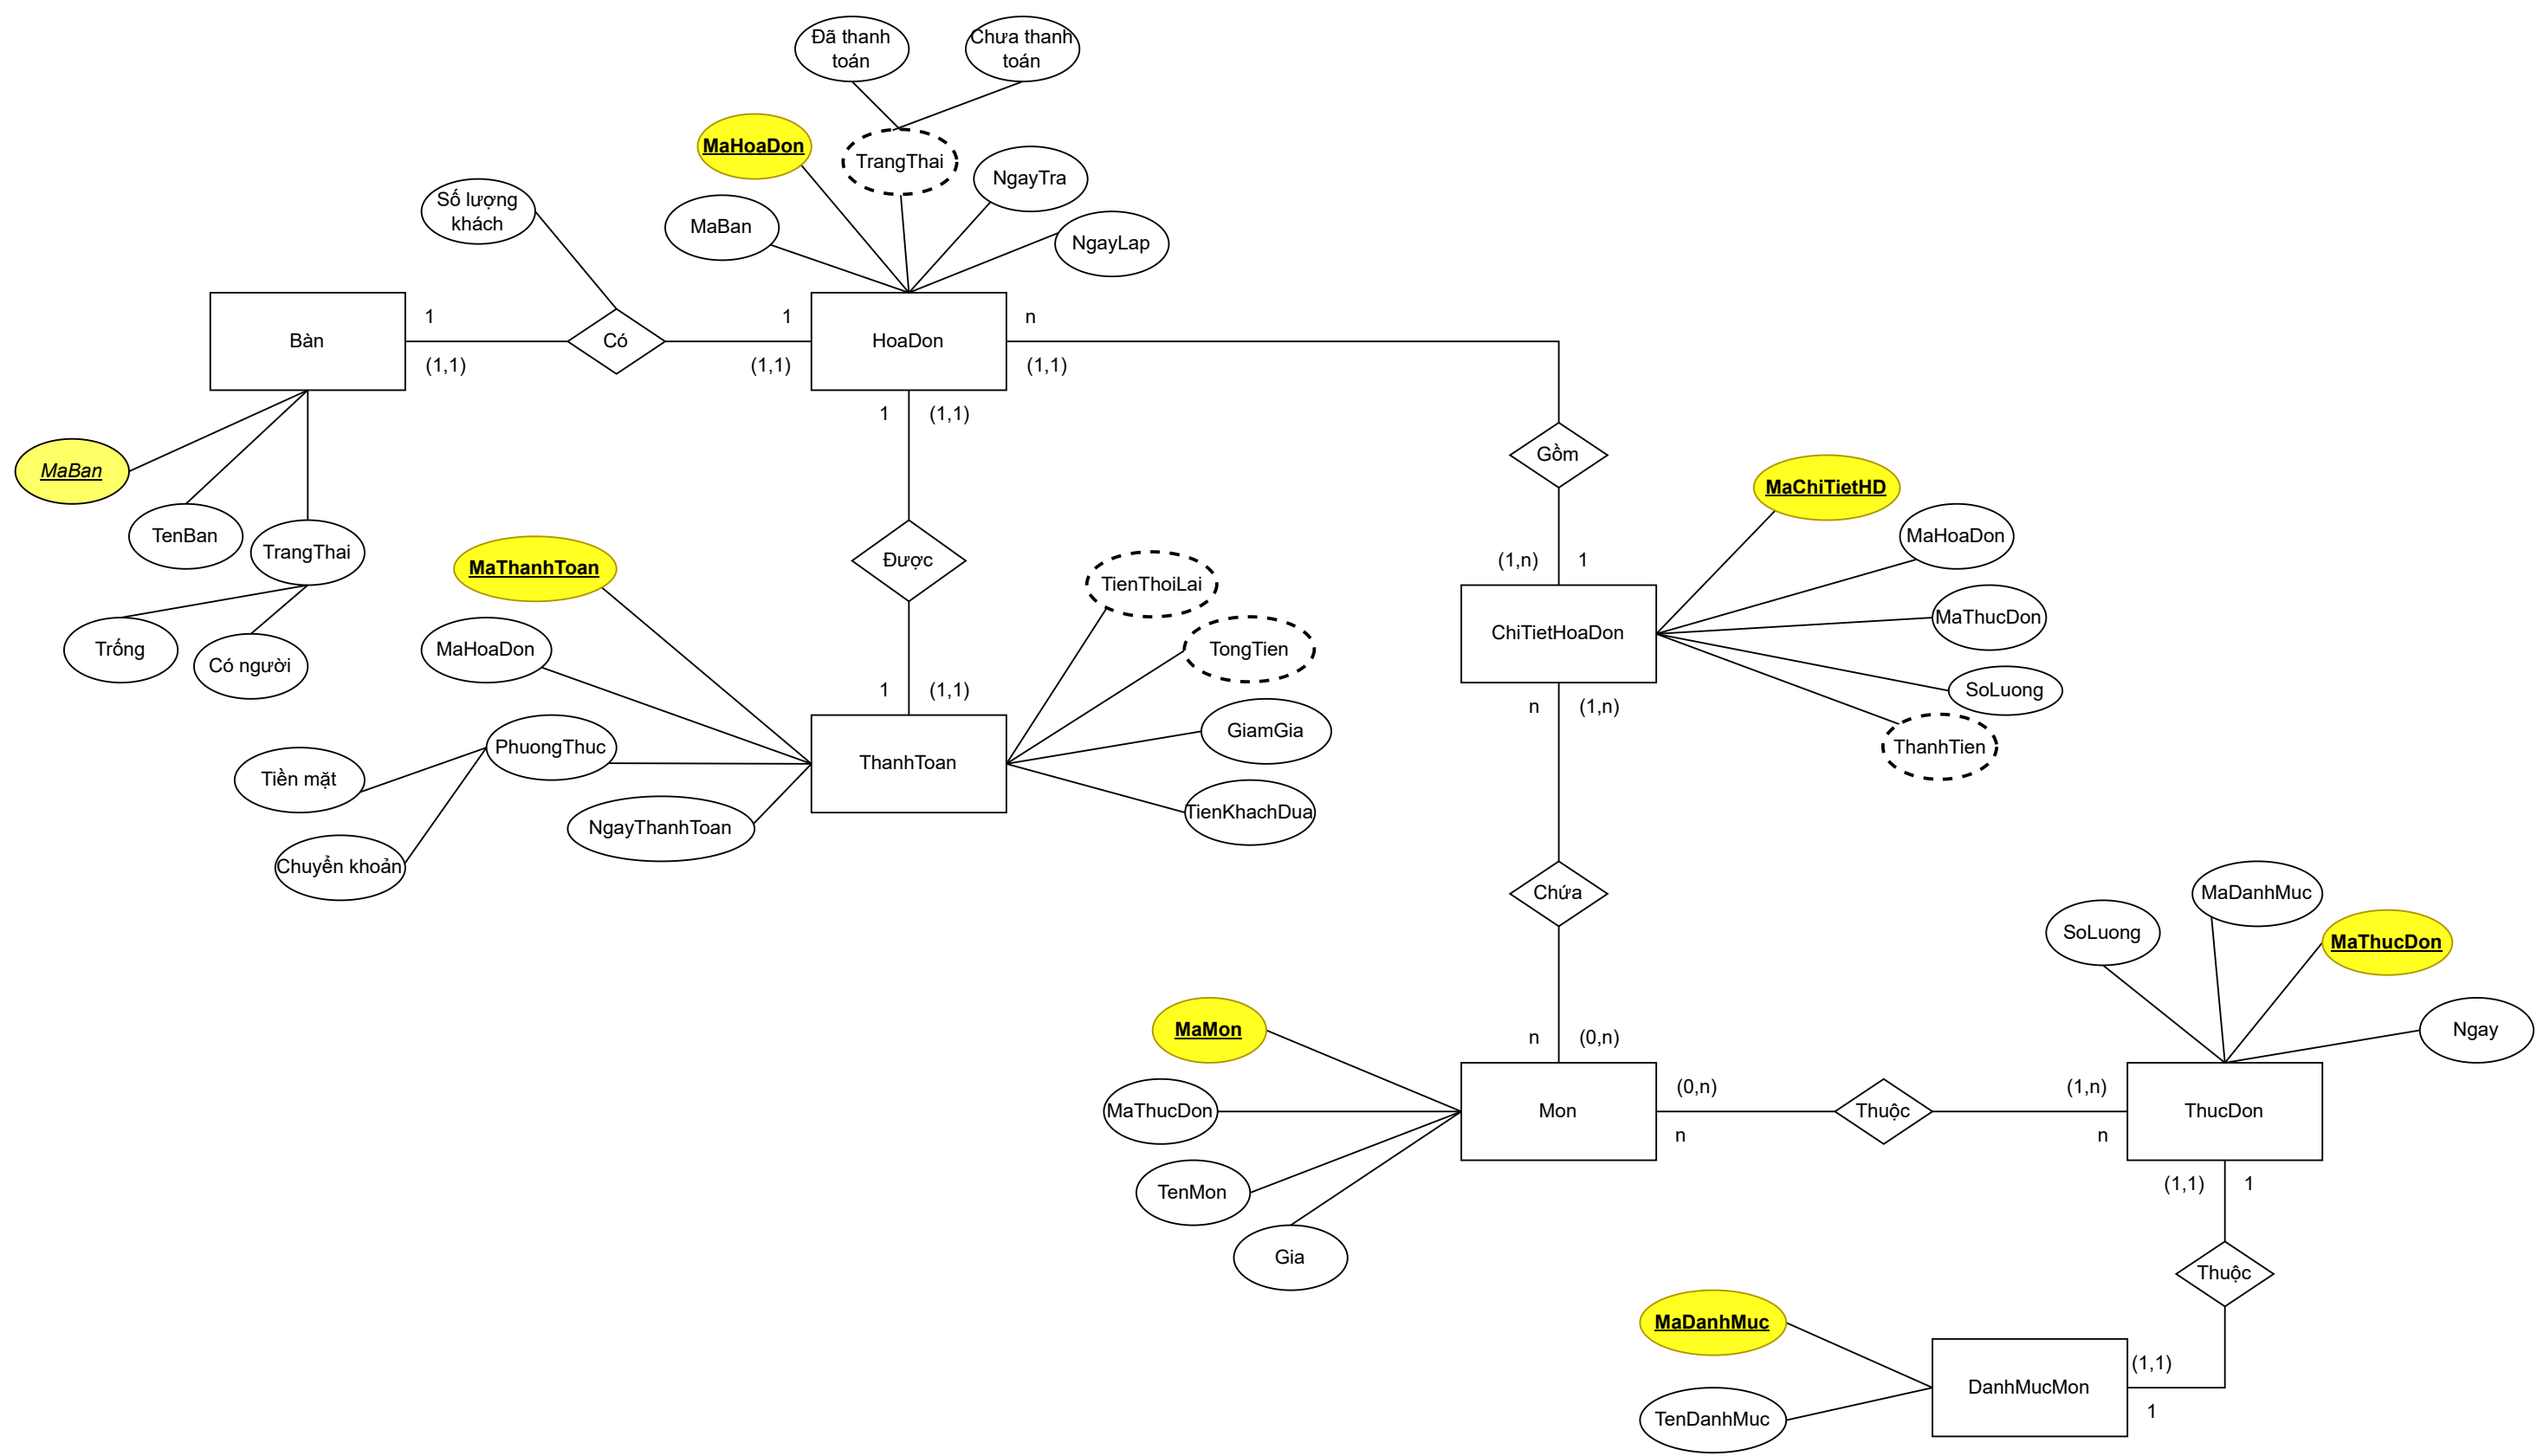 Đã thanh
toán
Chưa thanh
toán
MaHoaDon
TrangThai
NgayTra
Số lượng
khách
MaBan
NgayLap
1
1
n
Bàn
Có
HoaDon
(1,1)
(1,1)
(1,1)
1
(1,1)
Gồm
MaBan
MaChiTietHD
TenBan
TrangThai
MaHoaDon
Được
(1,n)
1
MaThanhToan
TienThoiLai
MaThucDon
ChiTietHoaDon
Trống
Có người
MaHoaDon
TongTien
SoLuong
1
(1,1)
n
(1,n)
GiamGia
PhuongThuc
ThanhTien
ThanhToan
Tiền mặt
TienKhachDua
NgayThanhToan
Chuyển khoản
Chứa
MaDanhMuc
SoLuong
MaThucDon
MaMon
n
(0,n)
Ngay
(0,n)
(1,n)
MaThucDon
Mon
Thuộc
ThucDon
n
n
TenMon
(1,1)
1
Gia
Thuộc
MaDanhMuc
(1,1)
DanhMucMon
1
TenDanhMuc